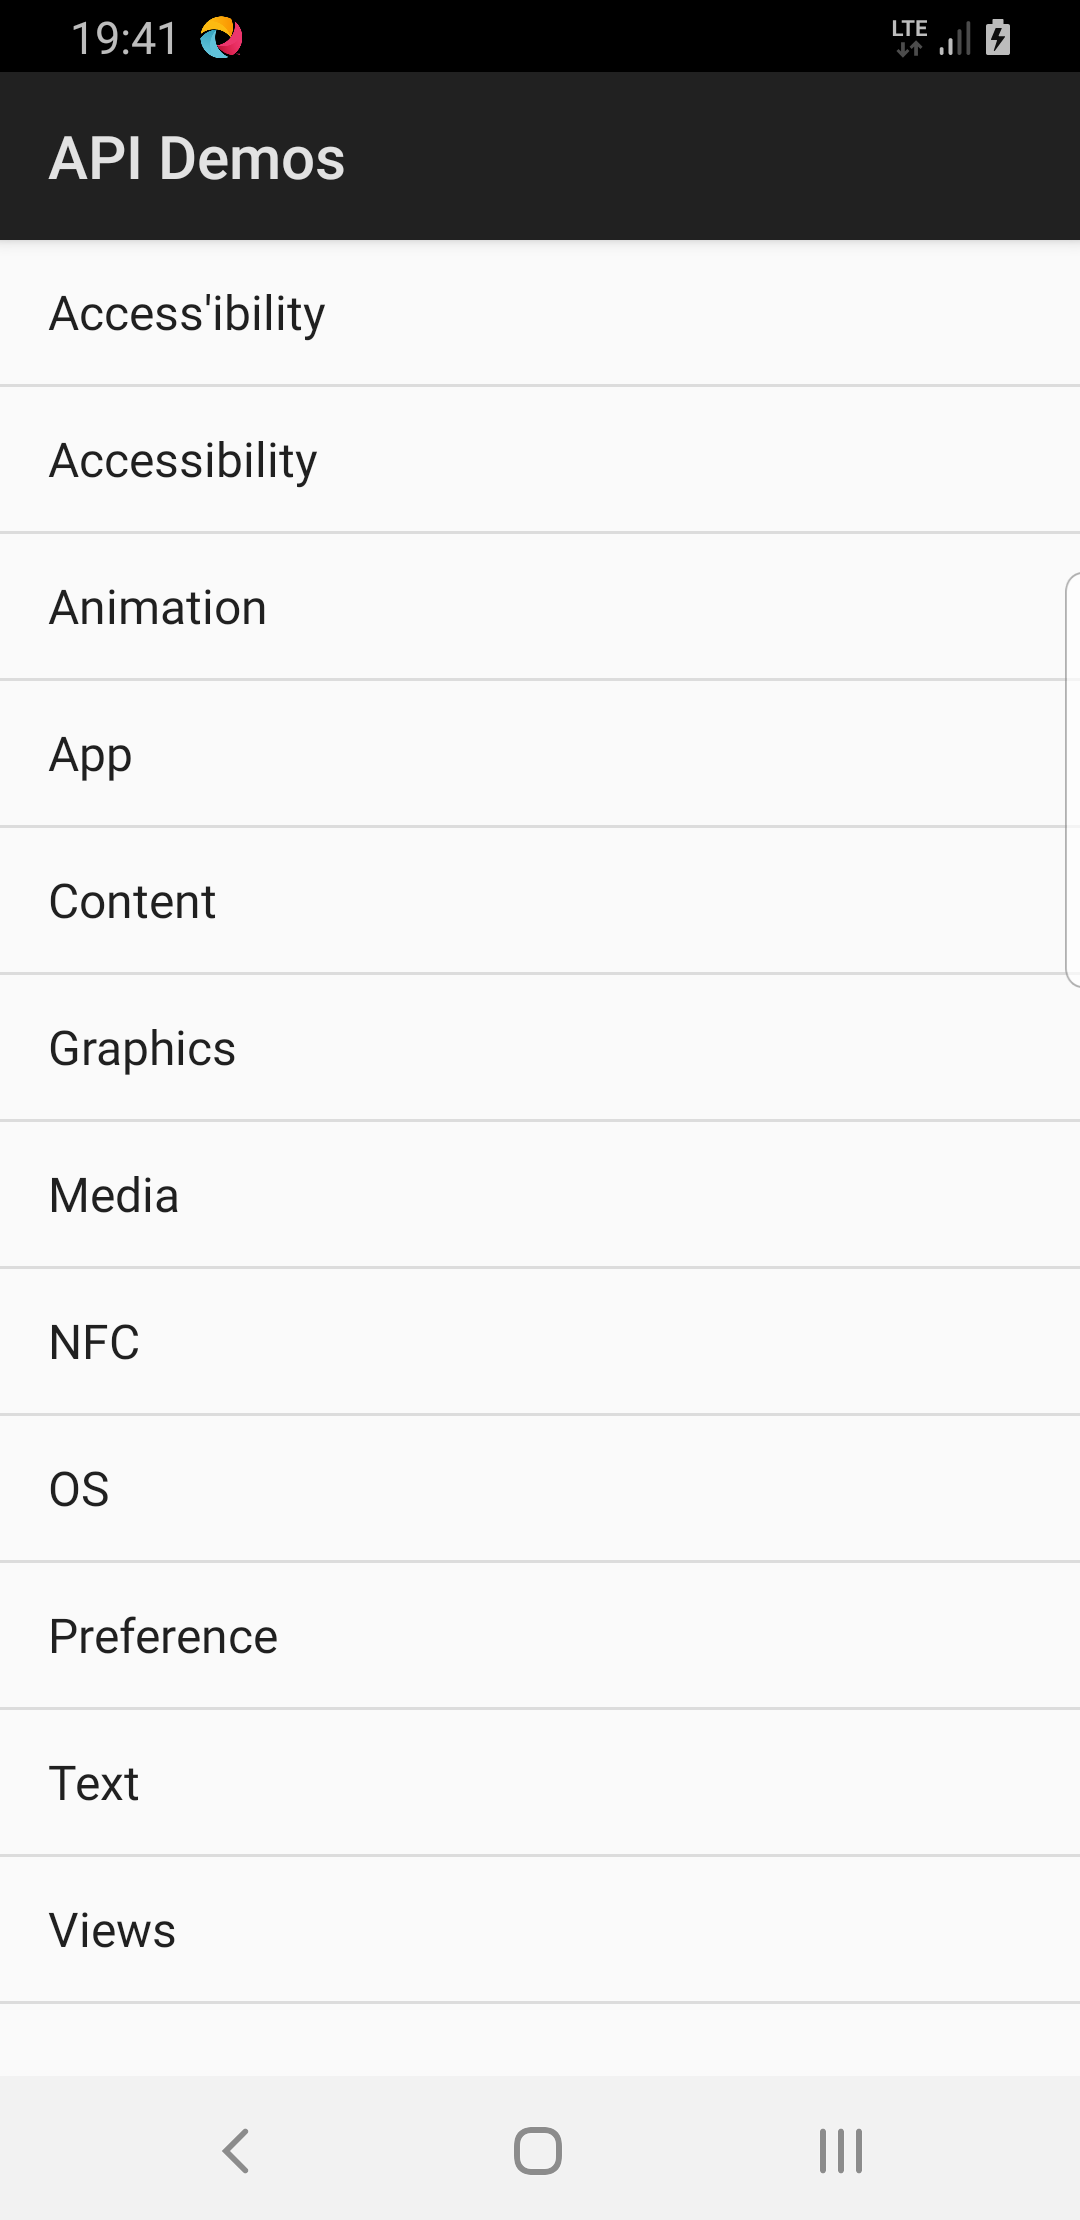 19:41 LTE
API Demos
Access'ibility
Accessibility
Animation
App
Content
Graphics
Media
NFC
OS
Preference
Text
Views